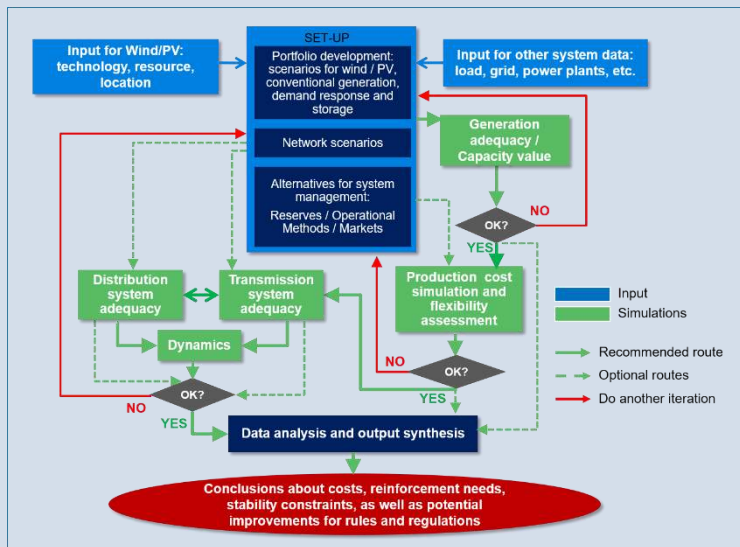 SET-UP
Input for Wind/PV:
technology, resource,
location
Portfolio development:
scenarios for wind / PV,
conventional generation,
demand response and
storage
Input for other system data:
load, grid, power plants, etc.
Network scenarios
Generation
adequacy /
Capacity value
Alternatives for system
management:
Reserves / Operational
Methods / Markets
OK?
NO
YES
Distribution
system
adequacy
Transmission
system
adequacy
Production cost
simulation and
flexibility
assessment
Input
Simulations
Dynamics
Recommended route
Optional routes
Do another iteration
NO
OK?
YES
OK?
NO
YES
Data analysis and output synthesis
Conclusions about costs, reinforcement needs,
stability constraints, as well as potential
improvements for rules and regulations